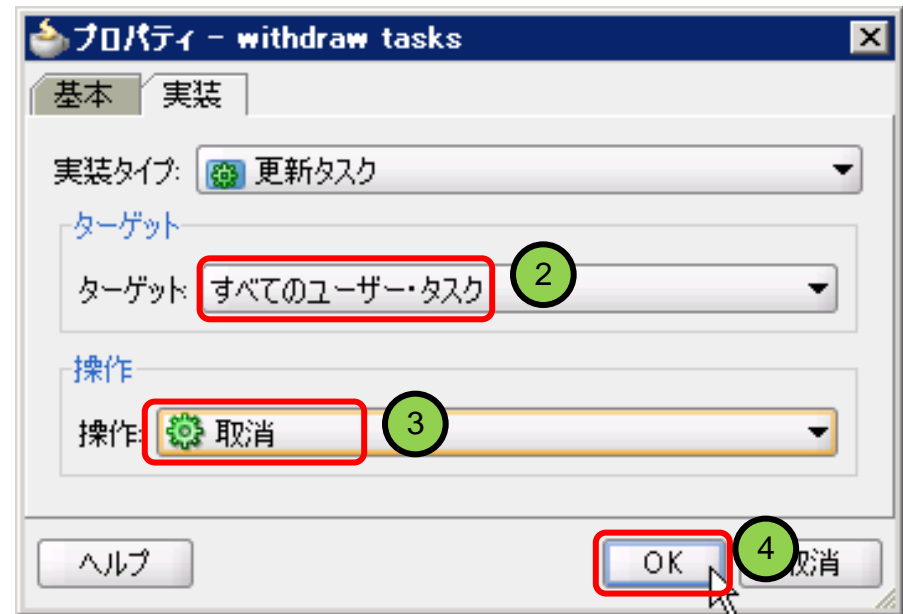 プロパティ - withdraw tasks
基本 実装
実装タイプ: 更新タスク
ターゲット
ターゲット すべてのユーザー・タスク 2
操作
操作: 取消 3
ヘルプ OK 4 取消